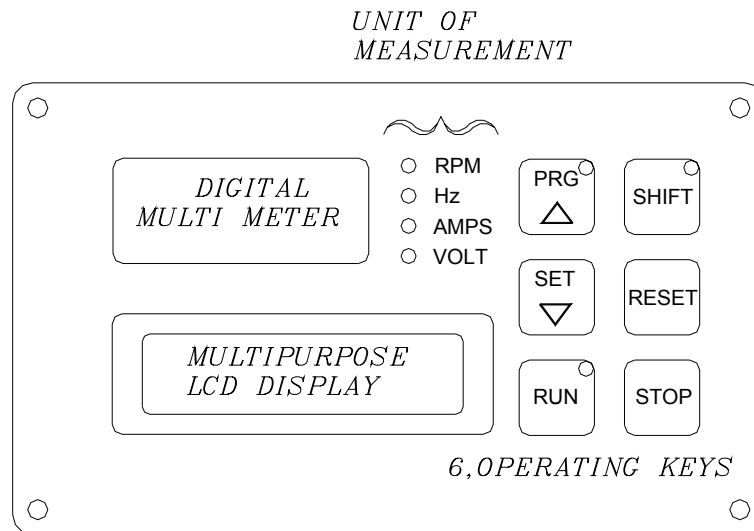 UNIT OF
MEASUREMENT
DIGITAL
MULTI METER
RPM
Hz
AMPS
VOLT
PRG
SHIFT
SET
RESET
MULTIPURPOSE
LCD DISPLAY
RUN
STOP
6,OPERATING KEYS